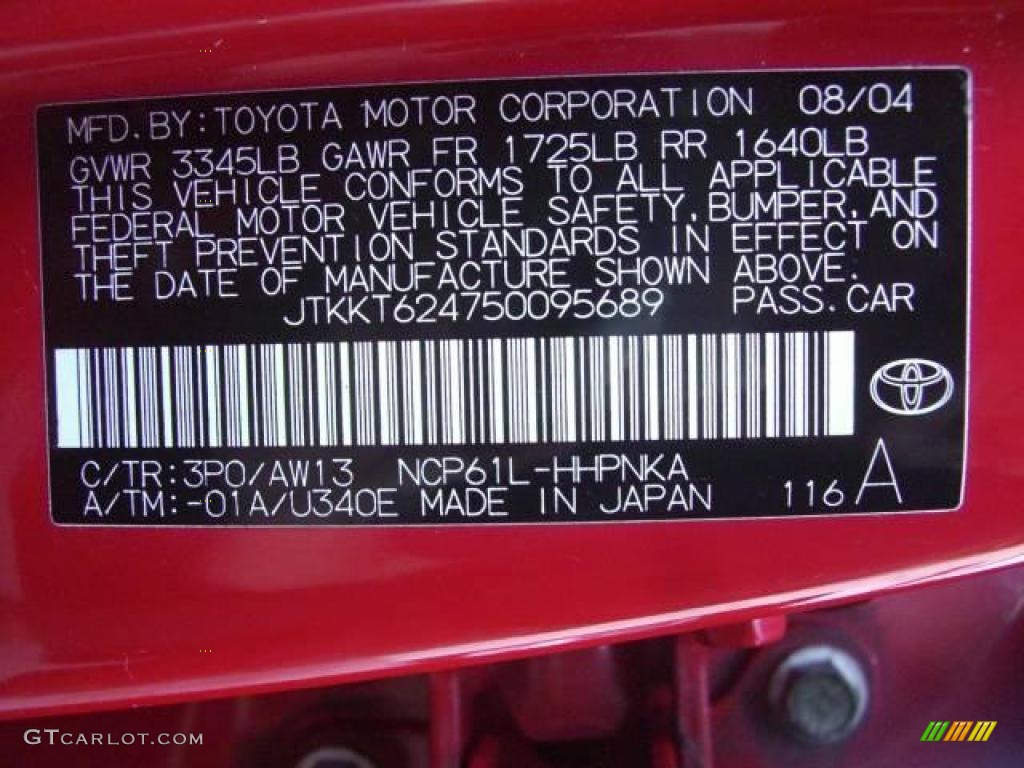 MFD.BY:TOYOTA MOTOR CORPORATION 08/04
GVWR 3345LB GAWR FR 1725LB RR 1640LB
THIS VEHICLE CONFORMS TO ALL APPLICABLE
FEDERAL MOTOR VEHICLE SAFETY,BUMPER,AND
THEFT PREVENTION STANDARDS IN EFFECT ON
THE DATE OF MANUFACTURE SHOWN ABOVE.
JTKKT624750095689 PASS.CAR
C/TR:3P0/AW13 NCP61L-HHPNKA
A/TM:-01A/U340E MADE IN JAPAN 116 A
GTCARLOT.COM